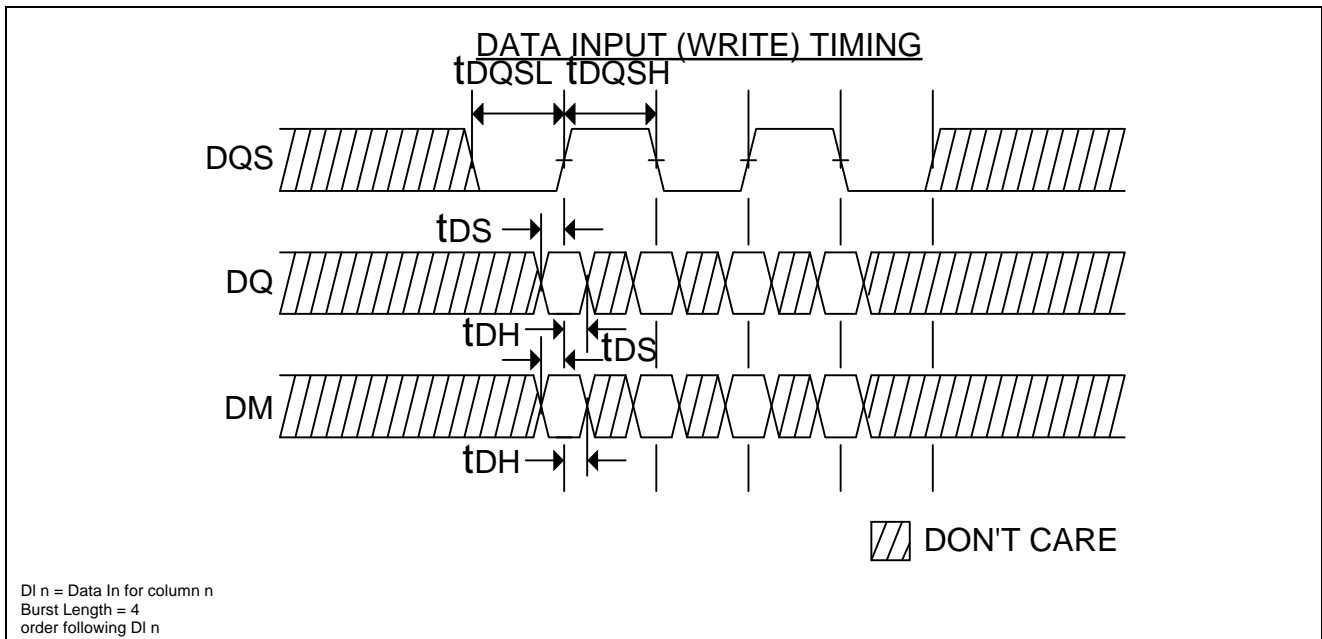 DATA INPUT (WRITE) TIMING
tDQSL tDQSH
DQS
tDS
DQ
tDH
tDS
DM
tDH
DON'T CARE
DI n = Data In for column n
Burst Length = 4
order following DI n